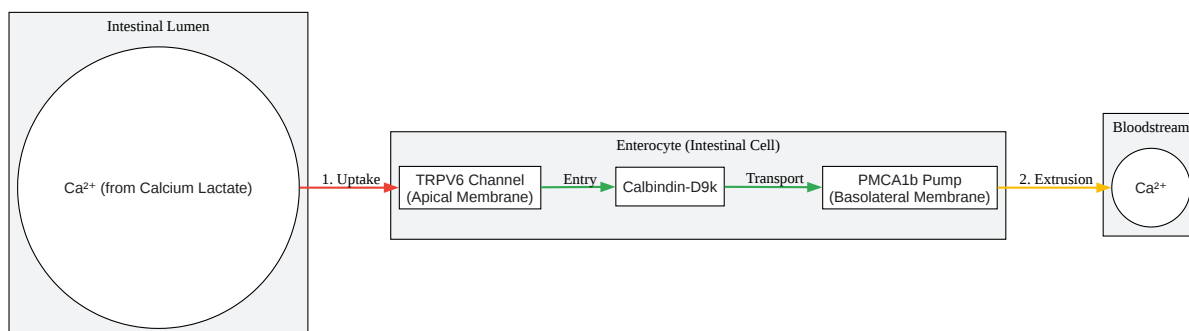 Intestinal Lumen
Ca²⁺ (from Calcium Lactate)
1. Uptake
Enterocyte (Intestinal Cell)
TRPV6 Channel
(Apical Membrane)
Entry
Calbindin-D9k
Transport
PMCA1b Pump
(Basolateral Membrane)
2. Extrusion
Bloodstream
Ca²⁺